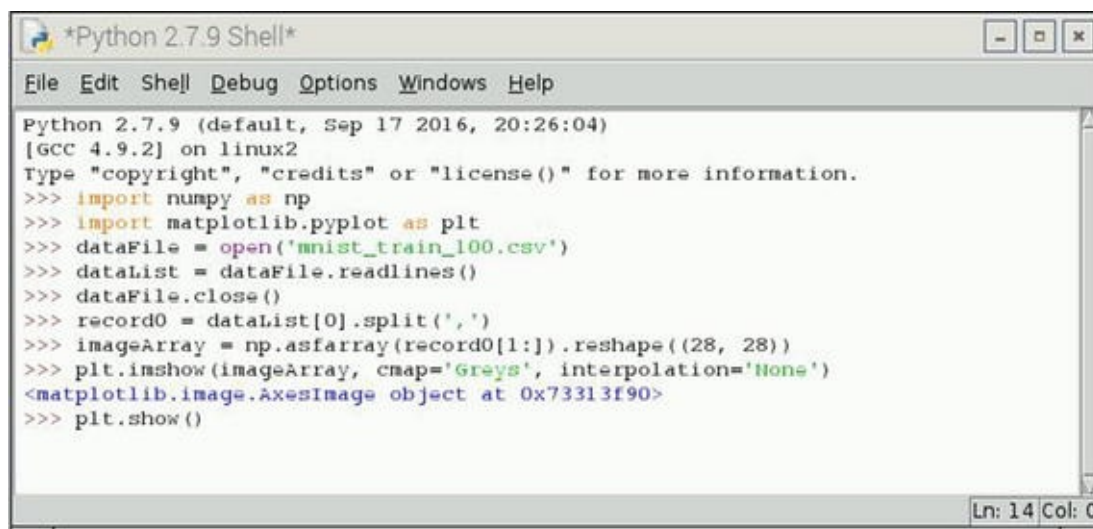 *Python 2.7.9 Shell*
File Edit Shell Debug Options Windows Help
Python 2.7.9 (default, Sep 17 2016, 20:26:04)
[GCC 4.9.2] on linux2
Type "copyright", "credits" or "license()" for more information.
>>> import numpy as np
>>> import matplotlib.pyplot as plt
>>> dataFile = open('mnist_train_100.csv')
>>> dataList = dataFile.readlines()
>>> dataFile.close()
>>> record0 = dataList[0].split(',')
>>> imageArray = np.asfarray(record0[1:]).reshape((28, 28))
>>> plt.imshow(imageArray, cmap='Greys', interpolation='None')
<matplotlib.image.AxesImage object at 0x73313f90>
>>> plt.show()
Ln: 14 Col: 0